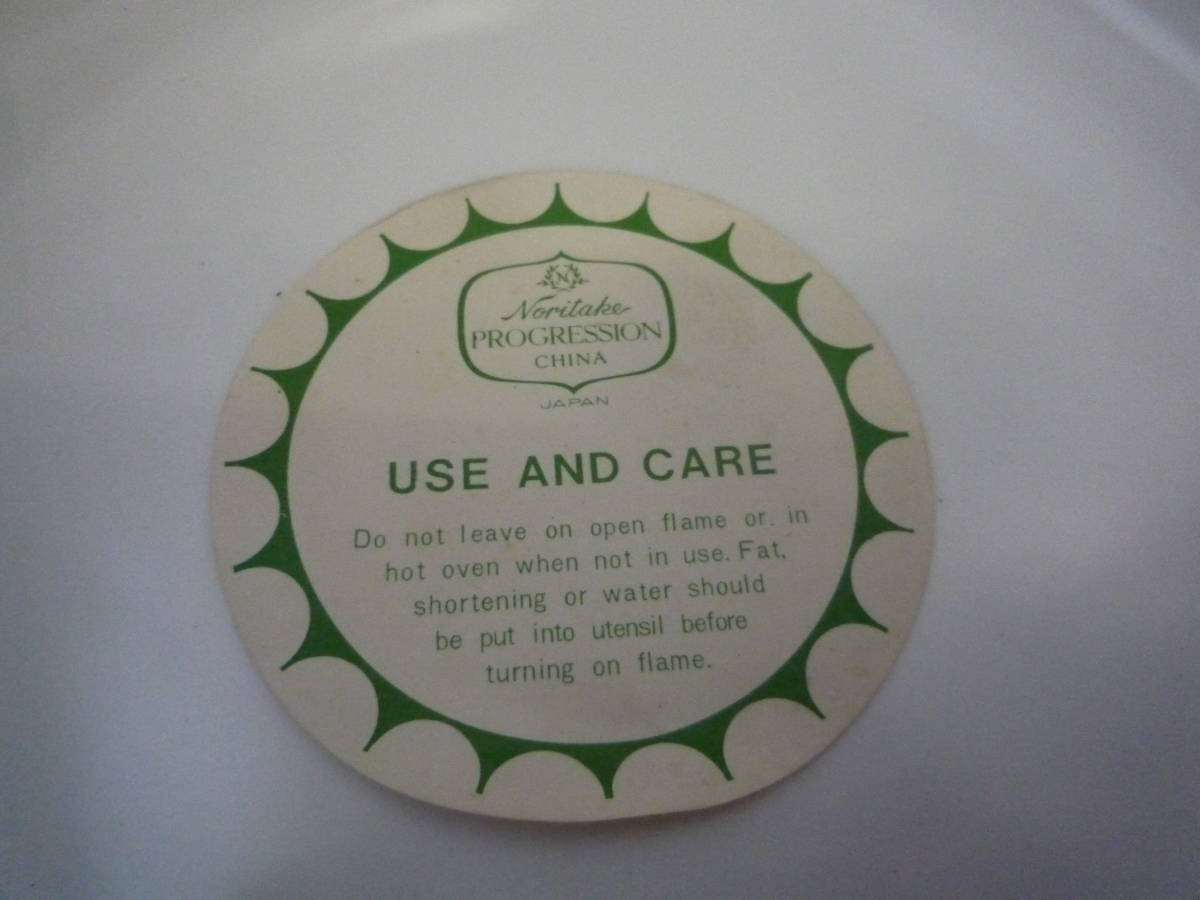 N
Noritake
PROGRESSION
CHINA
JAPAN
USE AND CARE
Do not leave on open flame or. in
hot oven when not in use. Fat,
shortening or water should
be put into utensil before
turning on flame.